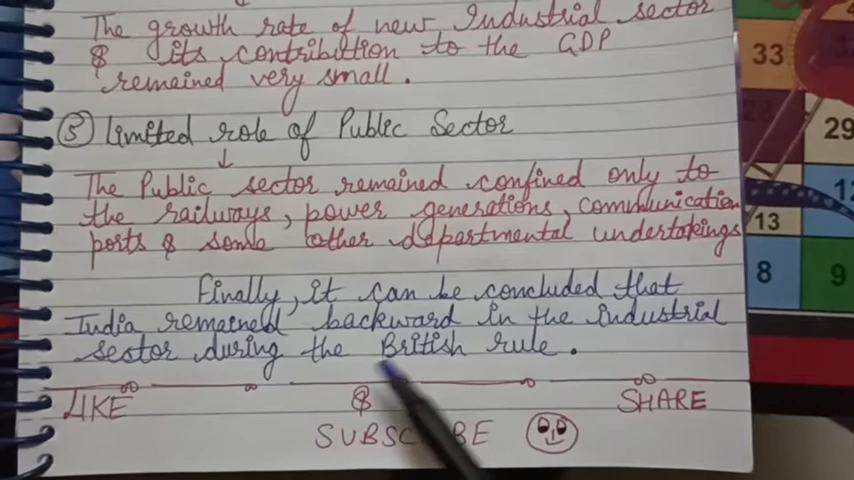 The growth rate of new Industrial sector
& its contribution to the GDP
remained very small.
⑤ Limited role of Public Sector
↓
The Public sector remained confined only to
the railways, power generations, communication
ports & some other departmental undertakings
Finally, it can be concluded that
India remained backward in the industrial
sector during the British rule.
LIKE & SHARE
SUBSCRIBE
33
29
13
8
9